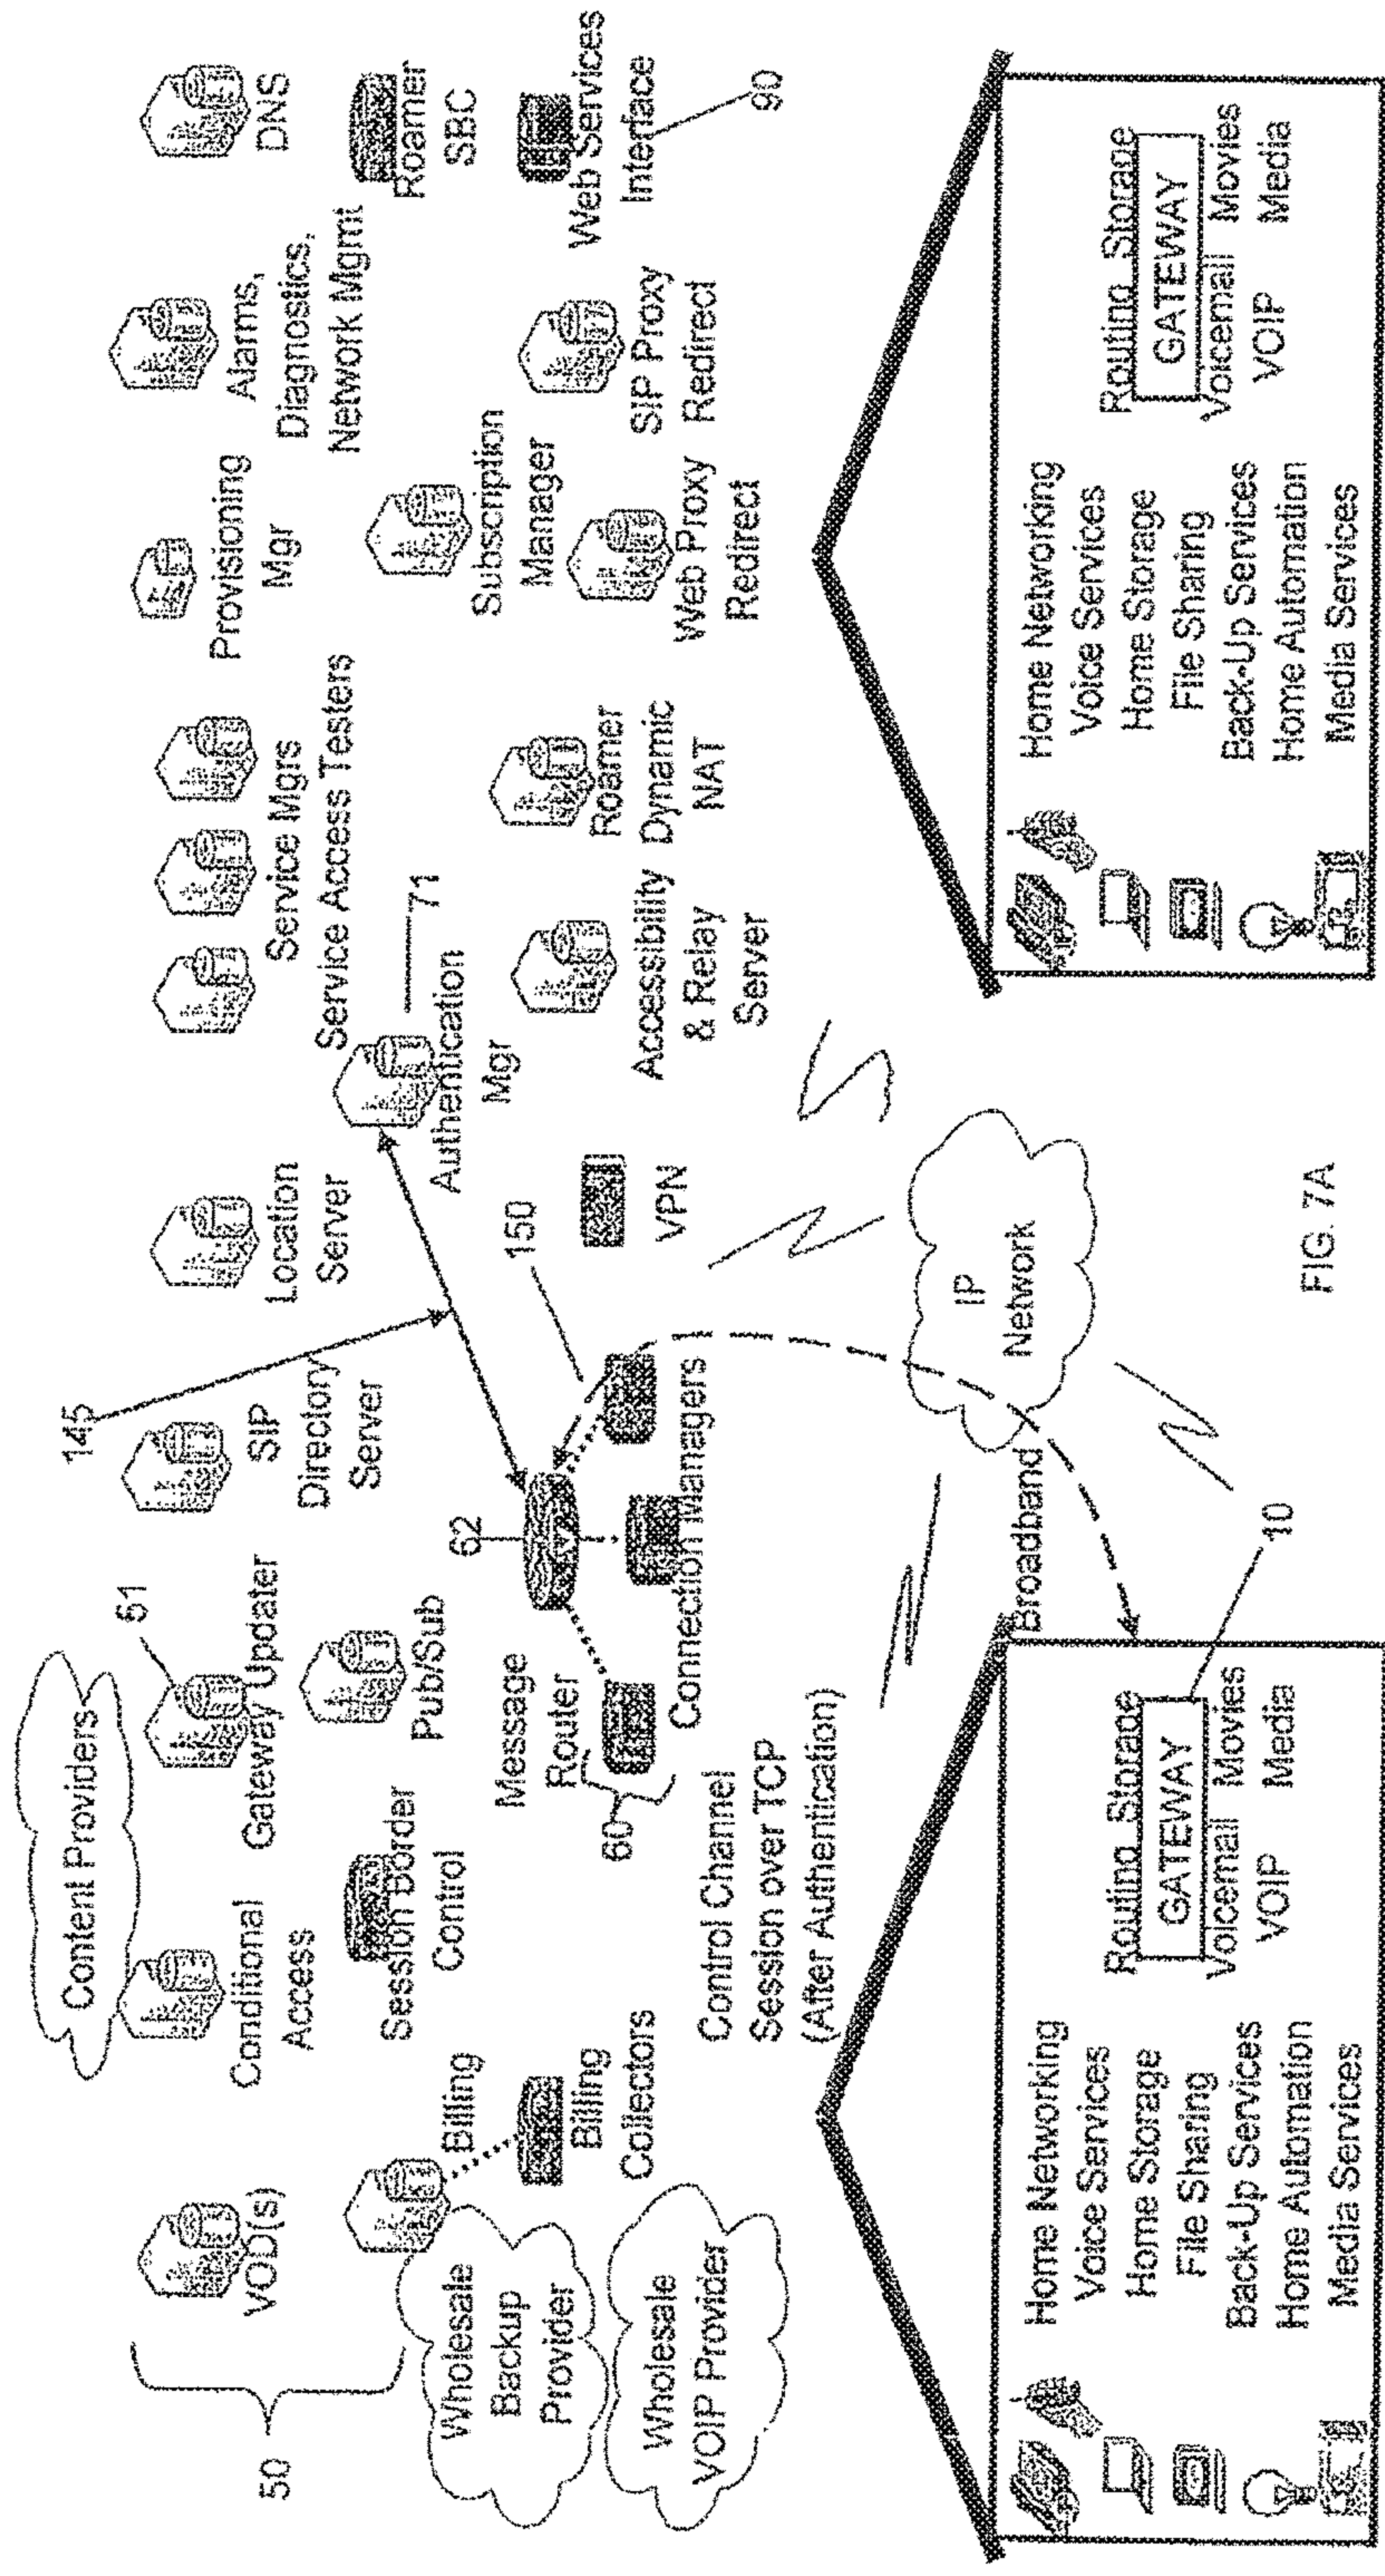 Content Providers
50
VOD(s)
Conditional
Access
61
Gateway Updater
145
SIP
Directory
Server
Location
Server
Service Mgrs
Service Access Testers
Provisioning
Mgr
Alarms,
Diagnostics,
Network Mgmt
DNS
Billing
Session Border
Control
Pub/Sub
Authentication
Mgr
71
Subscription
Manager
Roamer
SBC
Wholesale
Backup
Provider
Billing
Collectors
Message
Router
62
60
Connection Managers
150
VPN
Accessibility
& Relay
Server
Roamer
Dynamic
NAT
Web Proxy
Redirect
SIP Proxy
Redirect
Web Services
Interface
90
Wholesale
VOIP Provider
Control Channel
Session over TCP
(After Authentication)
IP
Network
Broadband
Home Networking
Voice Services
Home Storage
File Sharing
Back-Up Services
Home Automation
Media Services
Routing Storage
GATEWAY
Voicemail Movies
VOIP Media
10
Home Networking
Voice Services
Home Storage
File Sharing
Back-Up Services
Home Automation
Media Services
Routing Storage
GATEWAY
Voicemail Movies
VOIP Media
FIG. 7A